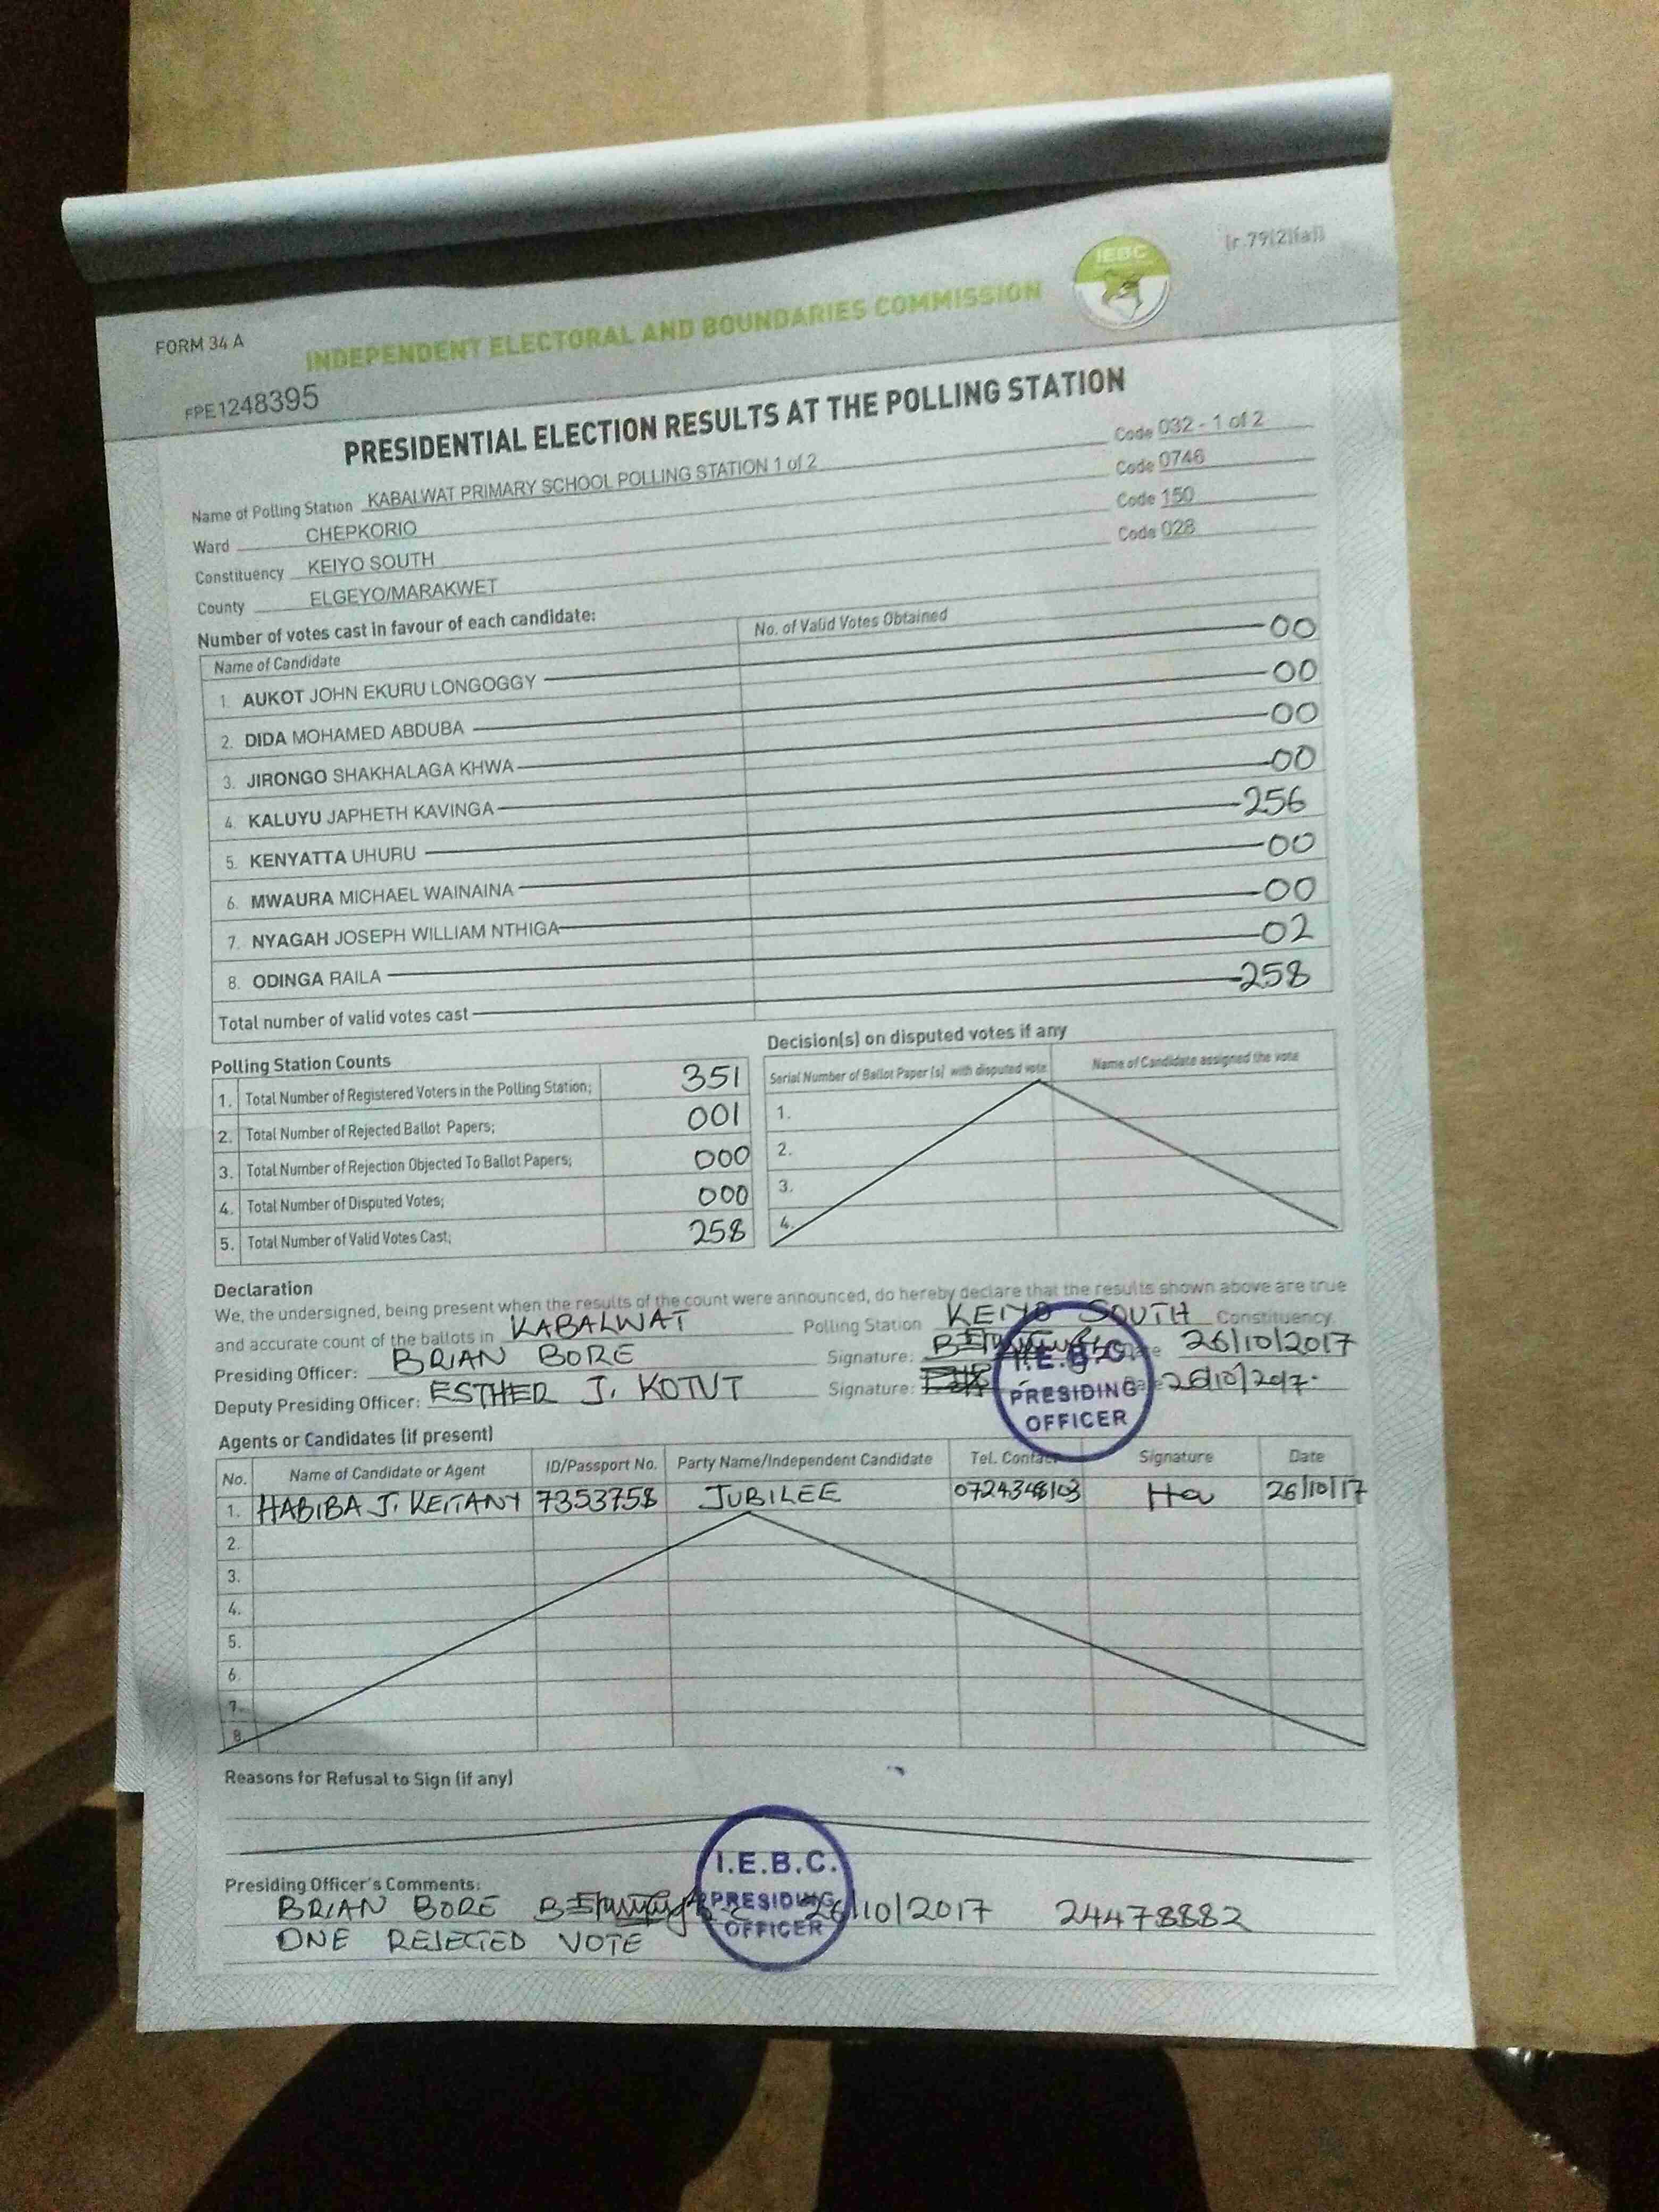 [r.79(2)(a)]
IEBC
FORM 34 A
INDEPENDENT ELECTORAL AND BOUNDARIES COMMISSION
FPE1248395
PRESIDENTIAL ELECTION RESULTS AT THE POLLING STATION
Name of Polling Station KABALWAT PRIMARY SCHOOL POLLING STATION 1 of 2 Code 032 - 1 of 2
Ward CHEPKORIO Code 0746
Constituency KEIYO SOUTH Code 150
County ELGEYO/MARAKWET Code 028
Number of votes cast in favour of each candidate:
Name of Candidate No. of Valid Votes Obtained
1. AUKOT JOHN EKURU LONGOGGY 00
2. DIDA MOHAMED ABDUBA 00
3. JIRONGO SHAKHALAGA KHWA 00
4. KALUYU JAPHETH KAVINGA 00
5. KENYATTA UHURU 256
6. MWAURA MICHAEL WAINAINA 00
7. NYAGAH JOSEPH WILLIAM NTHIGA 00
8. ODINGA RAILA 02
Total number of valid votes cast 258
Polling Station Counts
1. Total Number of Registered Voters in the Polling Station; 351
2. Total Number of Rejected Ballot Papers; 001
3. Total Number of Rejection Objected To Ballot Papers; 000
4. Total Number of Disputed Votes; 000
5. Total Number of Valid Votes Cast; 258
Decision(s) on disputed votes if any
Serial Number of Ballot Paper (s) with disputed vote Name of Candidate assigned the vote
1.
2.
3.
4.
Declaration
We, the undersigned, being present when the results of the count were announced, do hereby declare that the results shown above are true
and accurate count of the ballots in KABALWAT Polling Station KEIYO SOUTH Constituency.
Presiding Officer: BRIAN BORE Signature: Date 26/10/2017
Deputy Presiding Officer: ESTHER J. KOTUT Signature: Date 26/10/2017.
I.E.B.C.
PRESIDING
OFFICER
Agents or Candidates (if present)
No. Name of Candidate or Agent ID/Passport No. Party Name/Independent Candidate Tel. Contact Signature Date
1. HABIBA J. KEITANY 7353758 JUBILEE 0724348103 26/10/17
2.
3.
4.
5.
6.
7.
8.
Reasons for Refusal to Sign (if any)
I.E.B.C.
PRESIDING
OFFICER
Presiding Officer's Comments:
BRIAN BORE 26/10/2017 24478882
ONE REJECTED VOTE